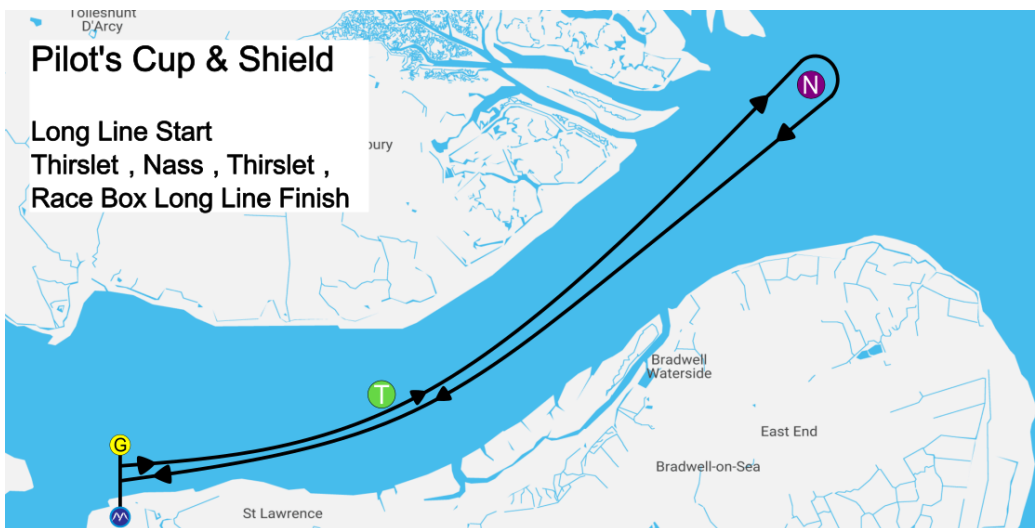 Tolleshunt
D'Arcy
Pilot's Cup & Shield
Long Line Start
Thirslet , Nass , Thirslet ,
Race Box Long Line Finish
bury
N
T
G
Bradwell
Waterside
East End
Bradwell-on-Sea
St Lawrence